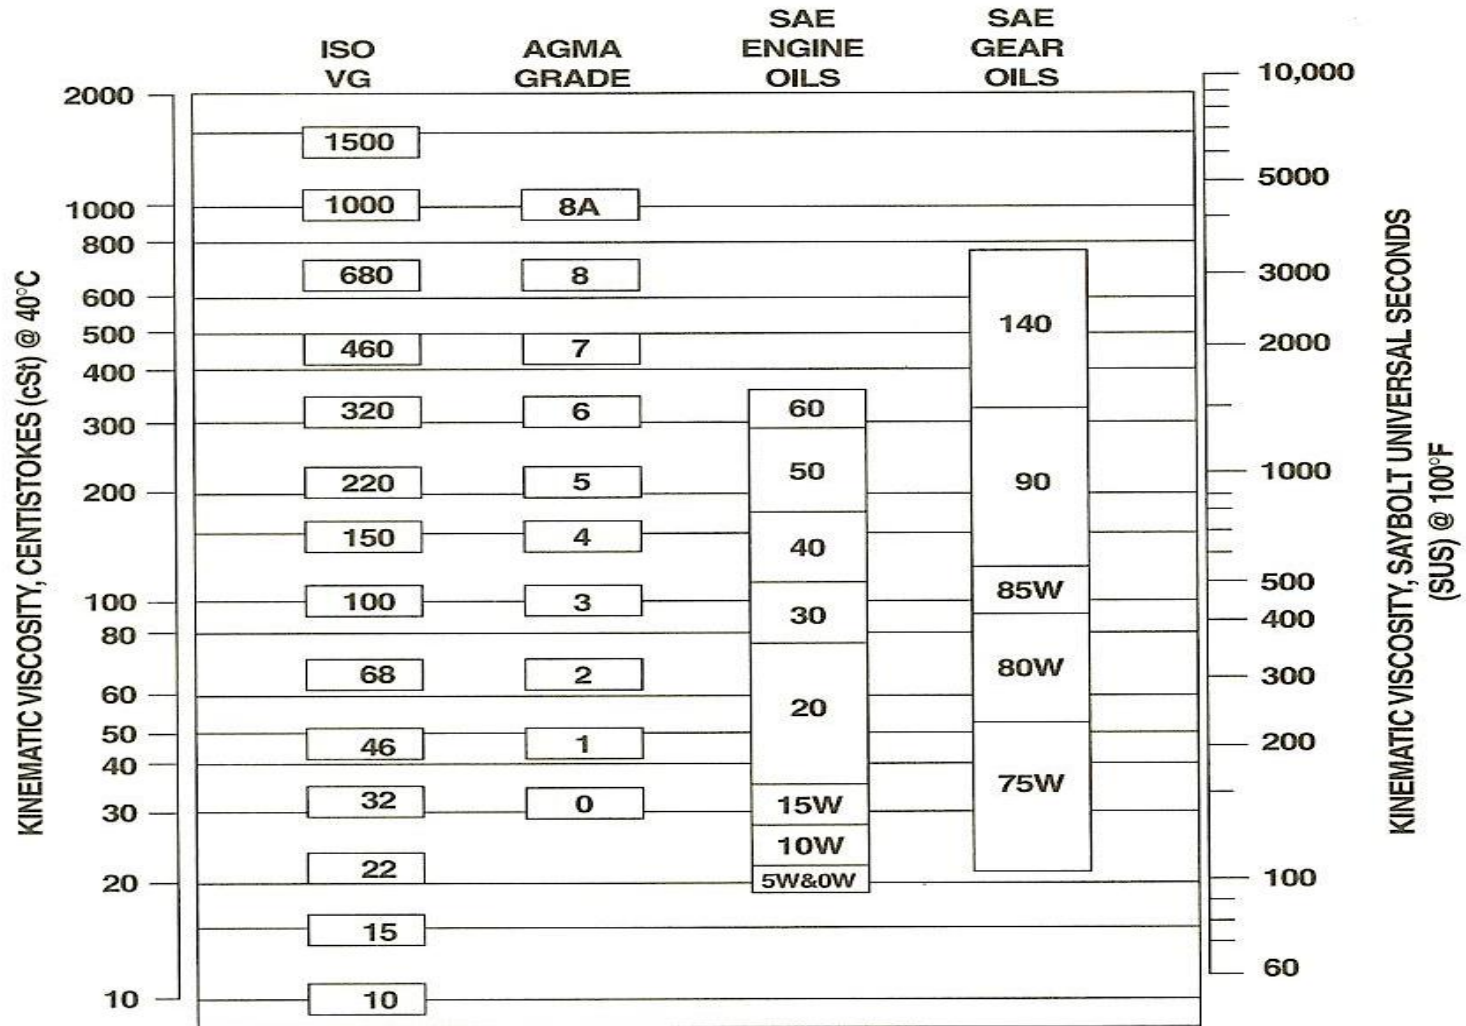 ISO
VG
AGMA
GRADE
SAE
ENGINE
OILS
SAE
GEAR
OILS
KINEMATIC VISCOSITY, CENTISTOKES (cSt) @ 40°C
2000
1000
800
600
500
400
300
200
100
80
60
50
40
30
20
10
1500
1000
680
460
320
220
150
100
68
46
32
22
15
10
8A
8
7
6
5
4
3
2
1
0
60
50
40
30
20
15W
10W
5W&0W
140
90
85W
80W
75W
10,000
5000
3000
2000
1000
500
400
300
200
100
60
KINEMATIC VISCOSITY, SAYBOLT UNIVERSAL SECONDS
(SUS) @ 100°F